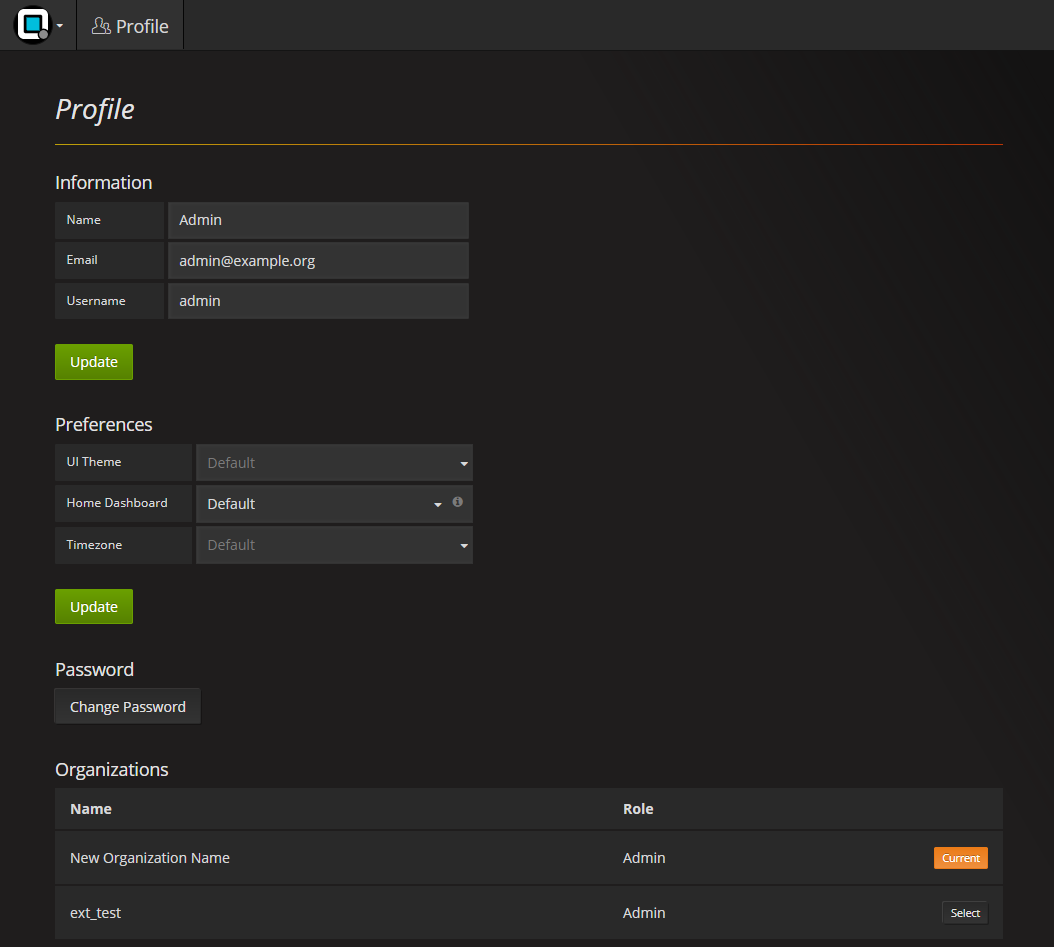 Profile
Profile
Information
Name Admin
Email admin@example.org
Username admin
Update
Preferences
UI Theme Default
Home Dashboard Default
Timezone Default
Update
Password
Change Password
Organizations
Name Role
New Organization Name Admin Current
ext_test Admin Select